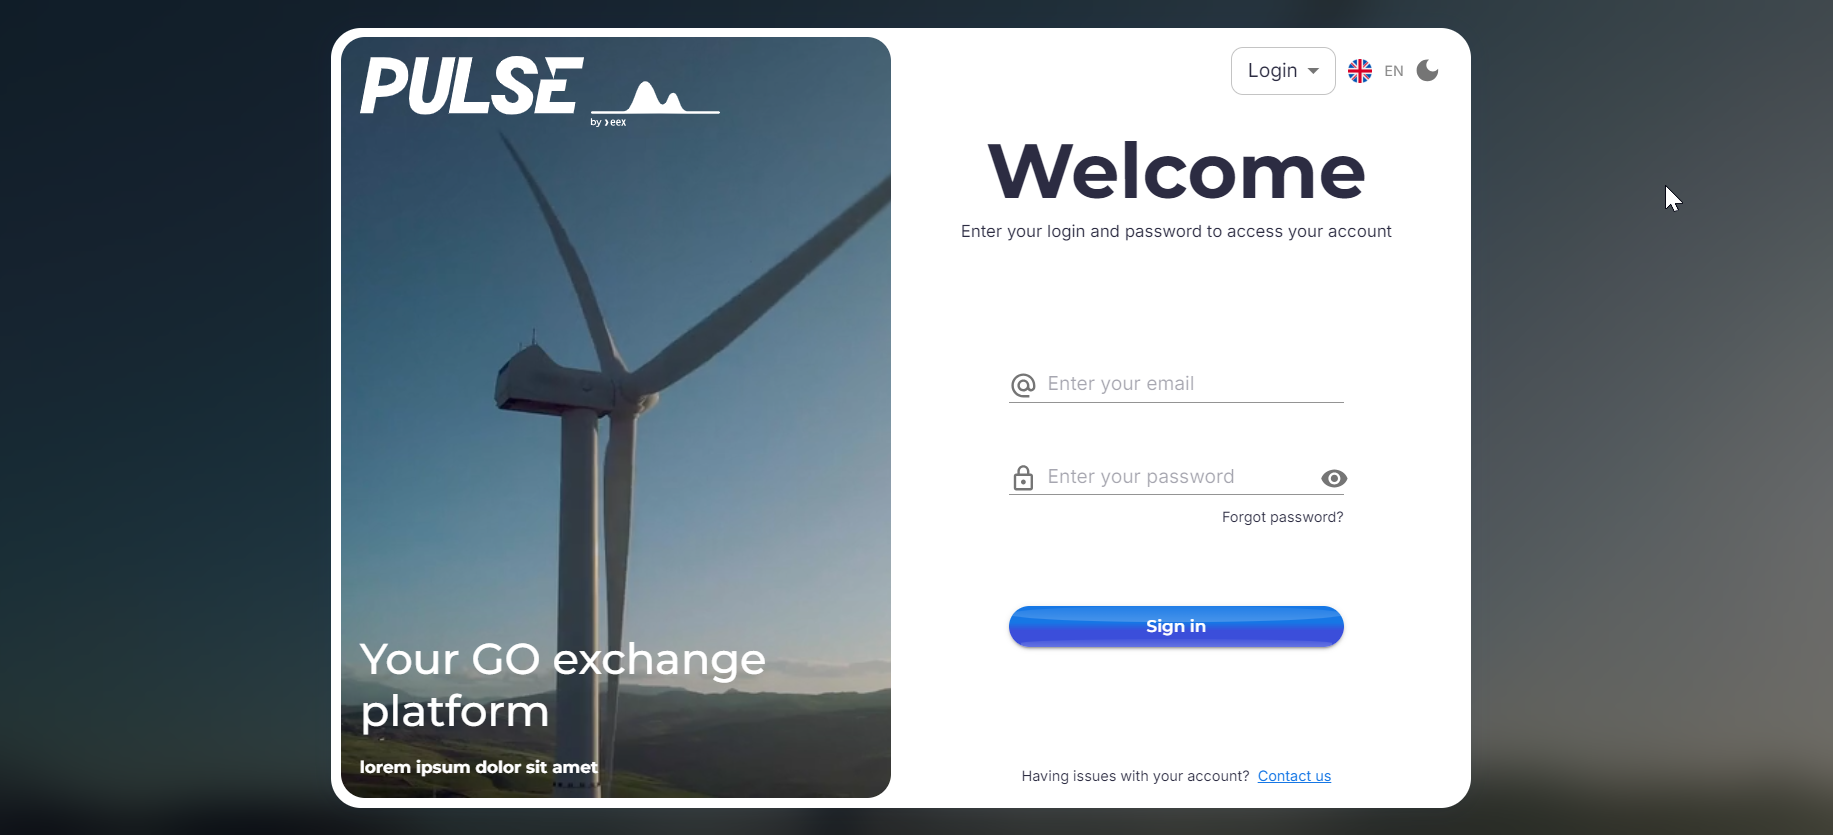 PULSE
by eex
Your GO exchange
platform
lorem ipsum dolor sit amet
Login
EN
Welcome
Enter your login and password to access your account
Enter your email
Enter your password
Forgot password?
Sign in
Having issues with your account? Contact us